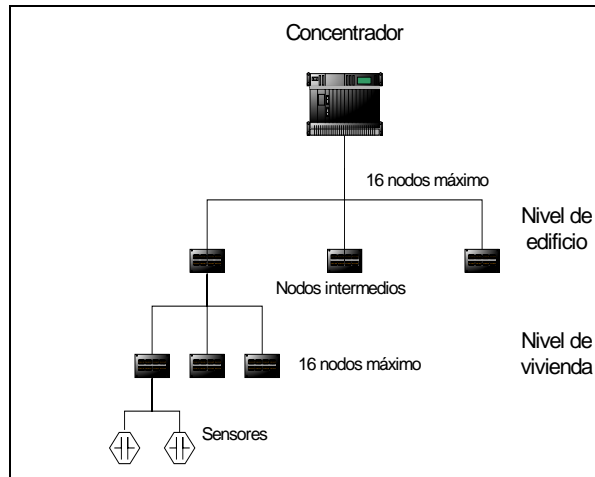 Concentrador
16 nodos máximo
Nivel de
edificio
Nodos intermedios
Nivel de
vivienda
16 nodos máximo
Sensores